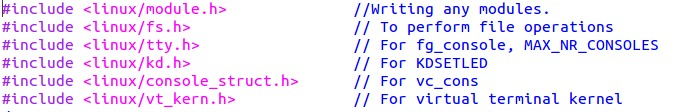 #include <linux/module.h> //Writing any modules.
#include <linux/fs.h> // To perform file operations
#include <linux/tty.h> // For fg_console, MAX_NR_CONSOLES
#include <linux/kd.h> // For KDSETLED
#include <linux/console_struct.h> // For vc_cons
#include <linux/vt_kern.h> // For virtual terminal kernel